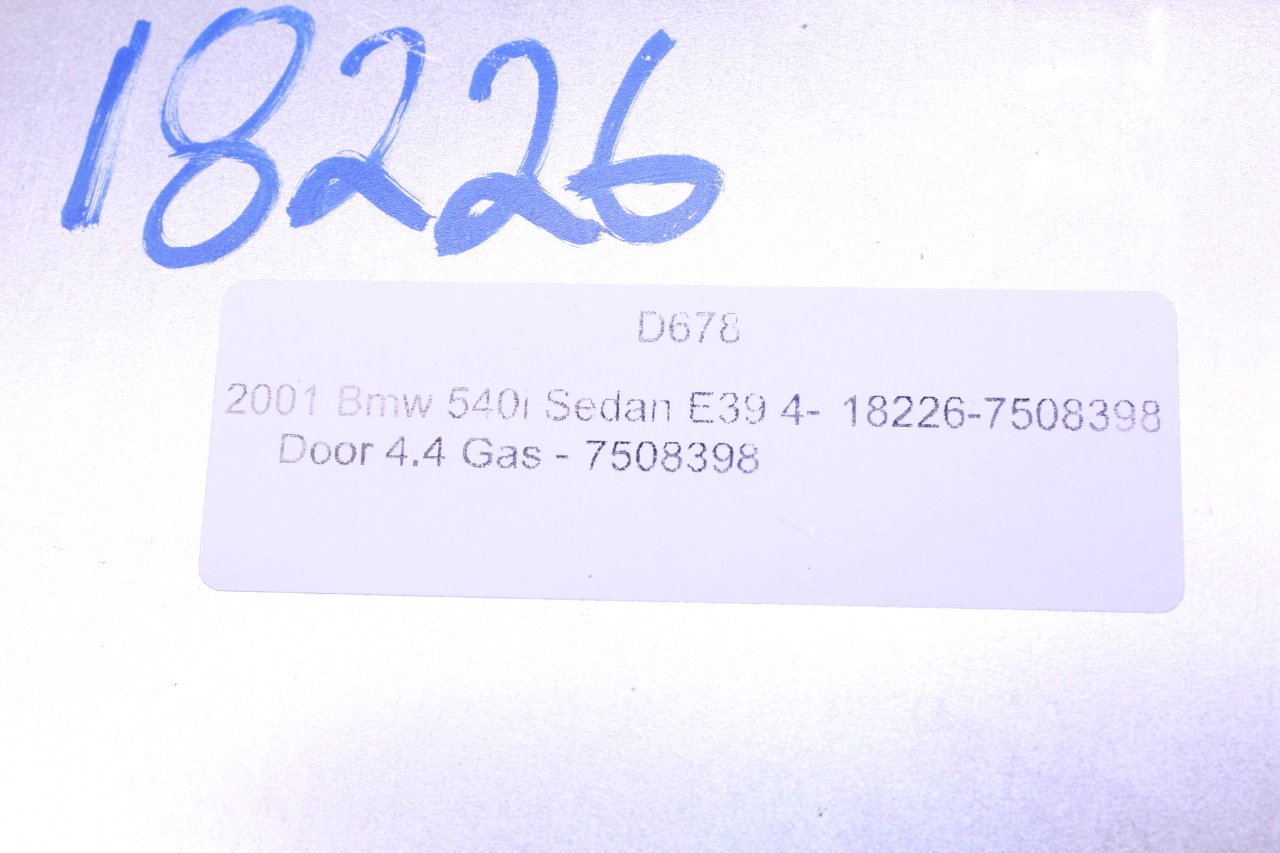 18226
D678
2001 Bmw 540i Sedan E39 4- 18226-7508398
Door 4.4 Gas - 7508398